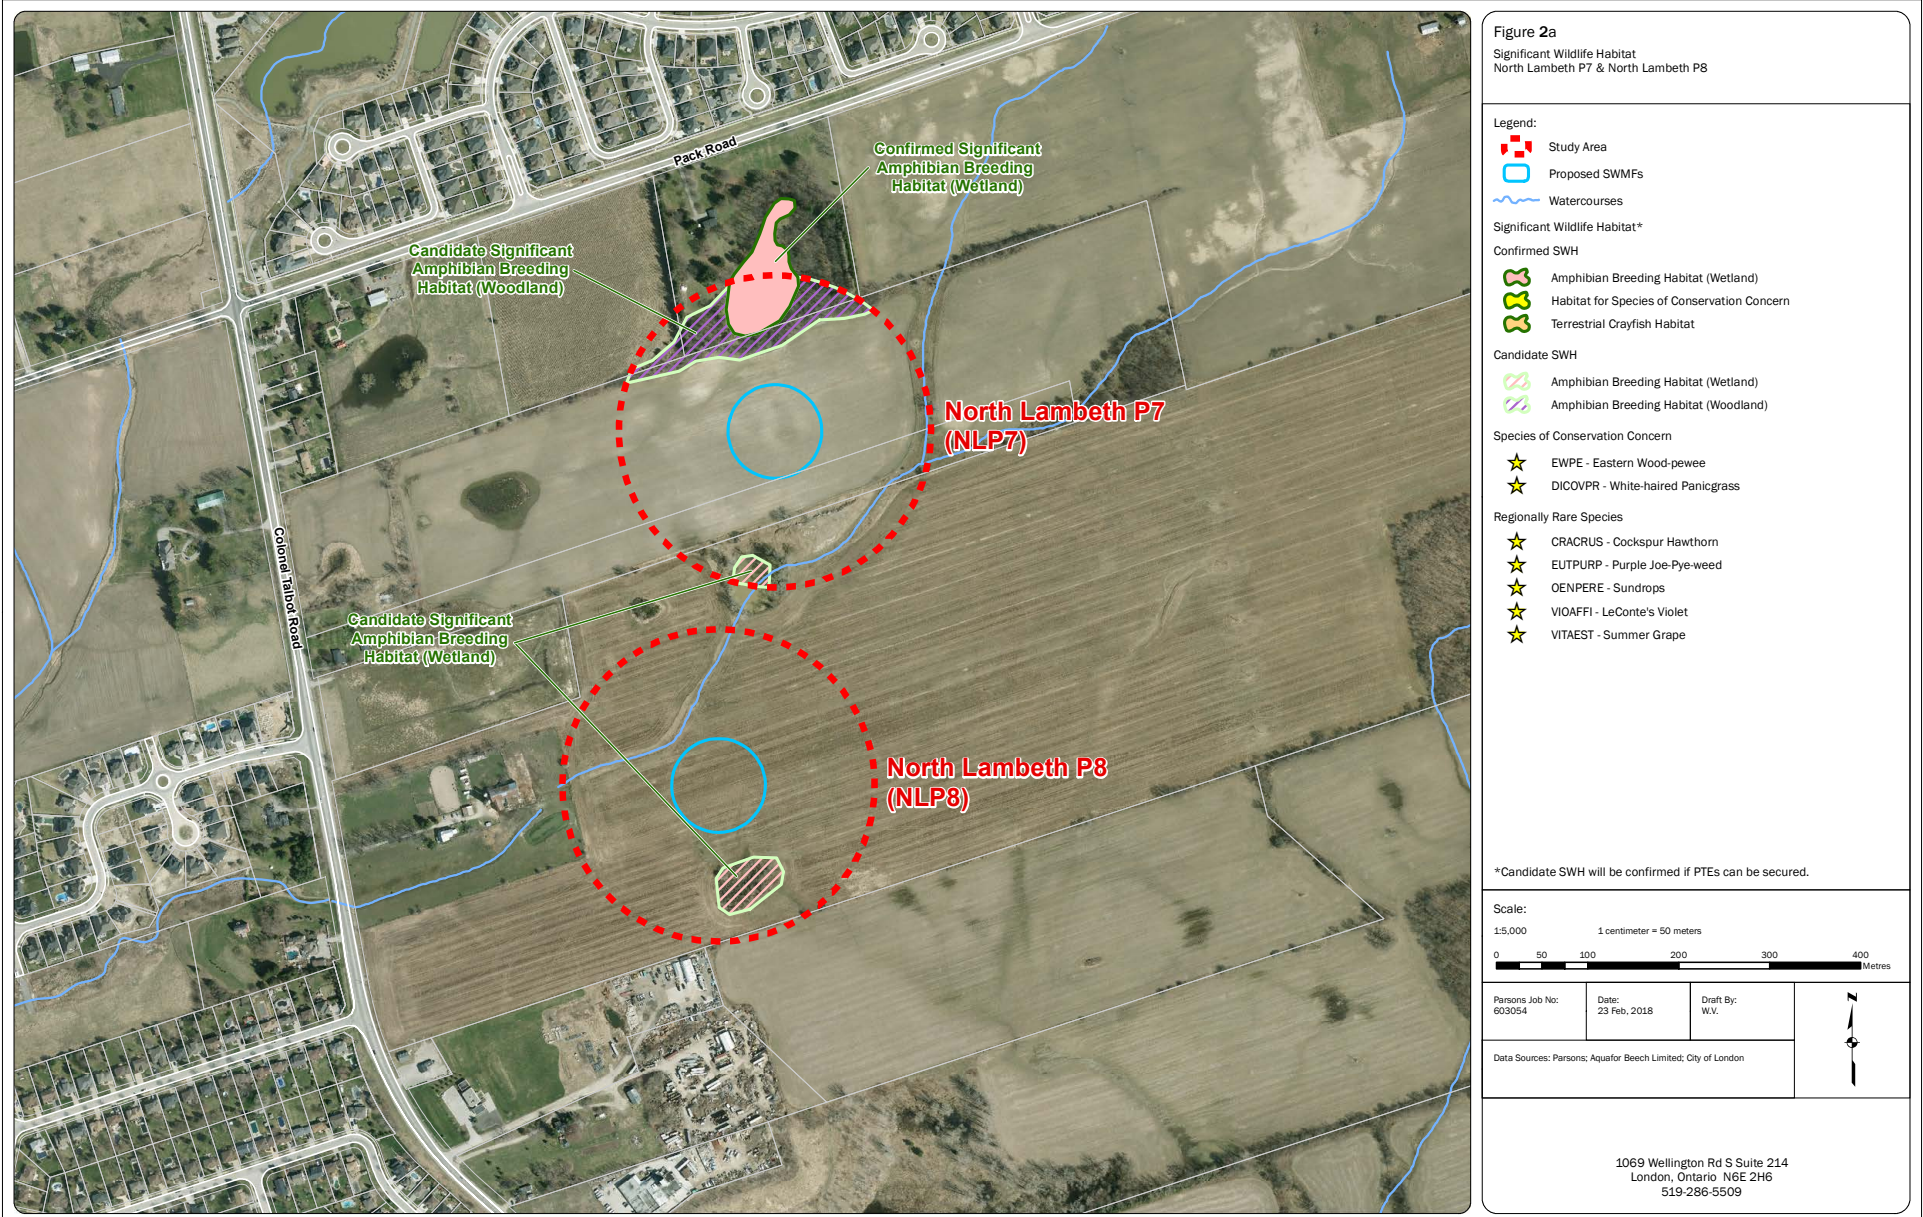 Pack Road
Confirmed Significant
Amphibian Breeding
Habitat (Wetland)
Candidate Significant
Amphibian Breeding
Habitat (Woodland)
North Lambeth P7
(NLP7)
Colonel Talbot Road
Candidate Significant
Amphibian Breeding
Habitat (Wetland)
North Lambeth P8
(NLP8)
Figure 2a
Significant Wildlife Habitat
North Lambeth P7 & North Lambeth P8
Legend:
Study Area
Proposed SWMFs
Watercourses
Significant Wildlife Habitat*
Confirmed SWH
Amphibian Breeding Habitat (Wetland)
Habitat for Species of Conservation Concern
Terrestrial Crayfish Habitat
Candidate SWH
Amphibian Breeding Habitat (Wetland)
Amphibian Breeding Habitat (Woodland)
Species of Conservation Concern
EWPE - Eastern Wood-pewee
DICOVPR - White-haired Panicgrass
Regionally Rare Species
CRACRUS - Cockspur Hawthorn
EUTPURP - Purple Joe-Pye-weed
OENPERE - Sundrops
VIOAFFI - LeConte's Violet
VITAEST - Summer Grape
*Candidate SWH will be confirmed if PTEs can be secured.
Scale:
1:5,000 1 centimeter = 50 meters
0 50 100 200 300 400
Metres
Parsons Job No:
603054
Date:
23 Feb, 2018
Draft By:
W.V.
N
Data Sources: Parsons; Aquafor Beech Limited; City of London
1069 Wellington Rd S Suite 214
London, Ontario N6E 2H6
519-286-5509